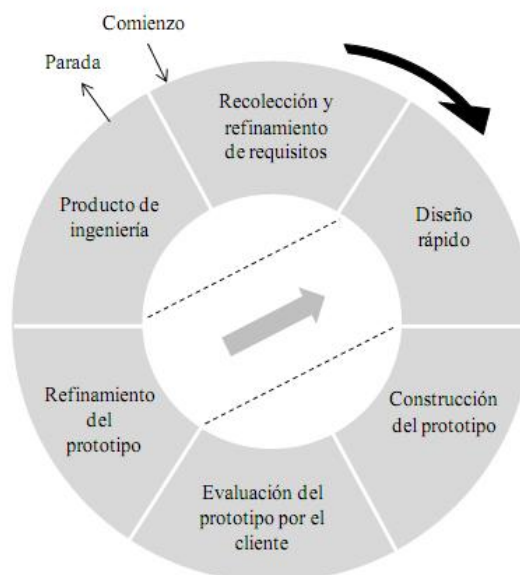 Comienzo
Parada
Recolección y
refinamiento
de requisitos
Diseño
rápido
Construcción
del prototipo
Evaluación del
prototipo por el
cliente
Refinamiento
del
prototipo
Producto de
ingeniería